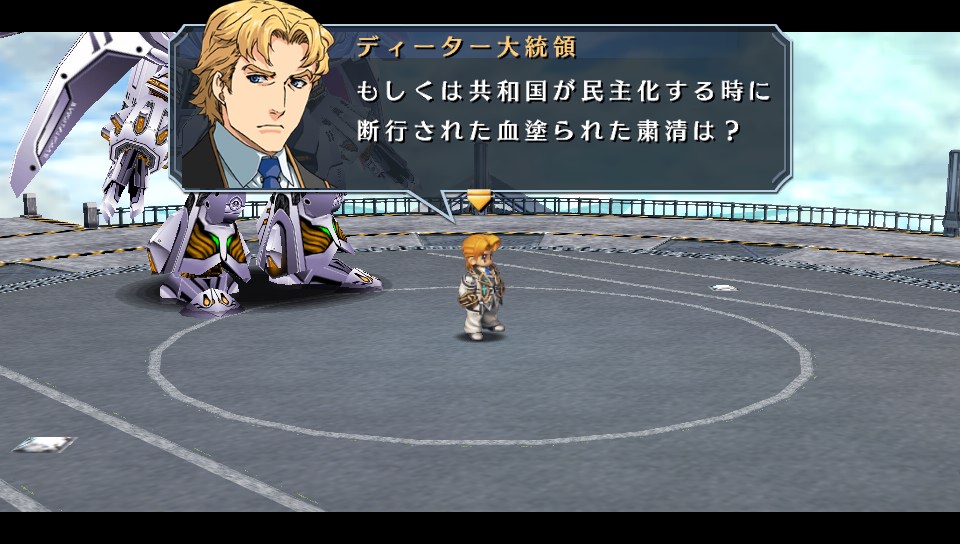 ディーター大統領
もしくは共和国が民主化する時に
断行された血塗られた粛清は？